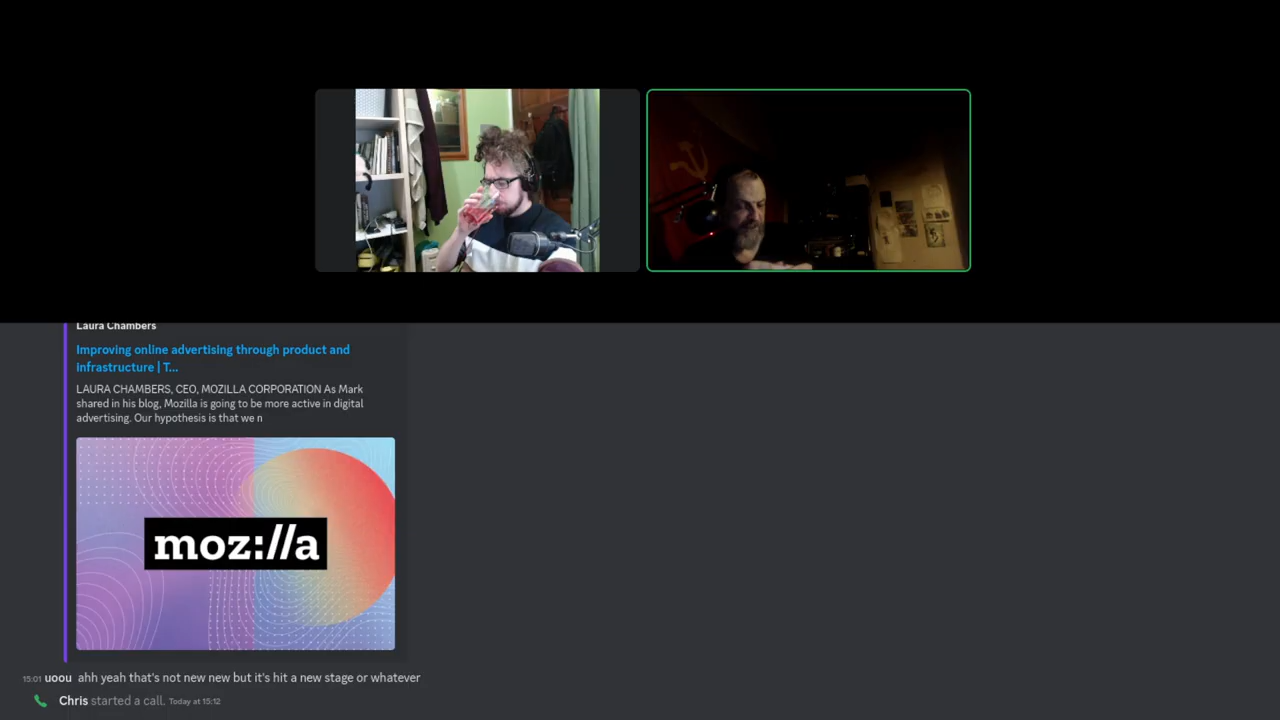 Laura Chambers
Improving online advertising through product and
infrastructure | T...
LAURA CHAMBERS, CEO, MOZILLA CORPORATION As Mark
shared in his blog, Mozilla is going to be more active in digital
advertising. Our hypothesis is that we n
moz://a
15:01 uoou ahh yeah that's not new new but it's hit a new stage or whatever
Chris started a call. Today at 15:12